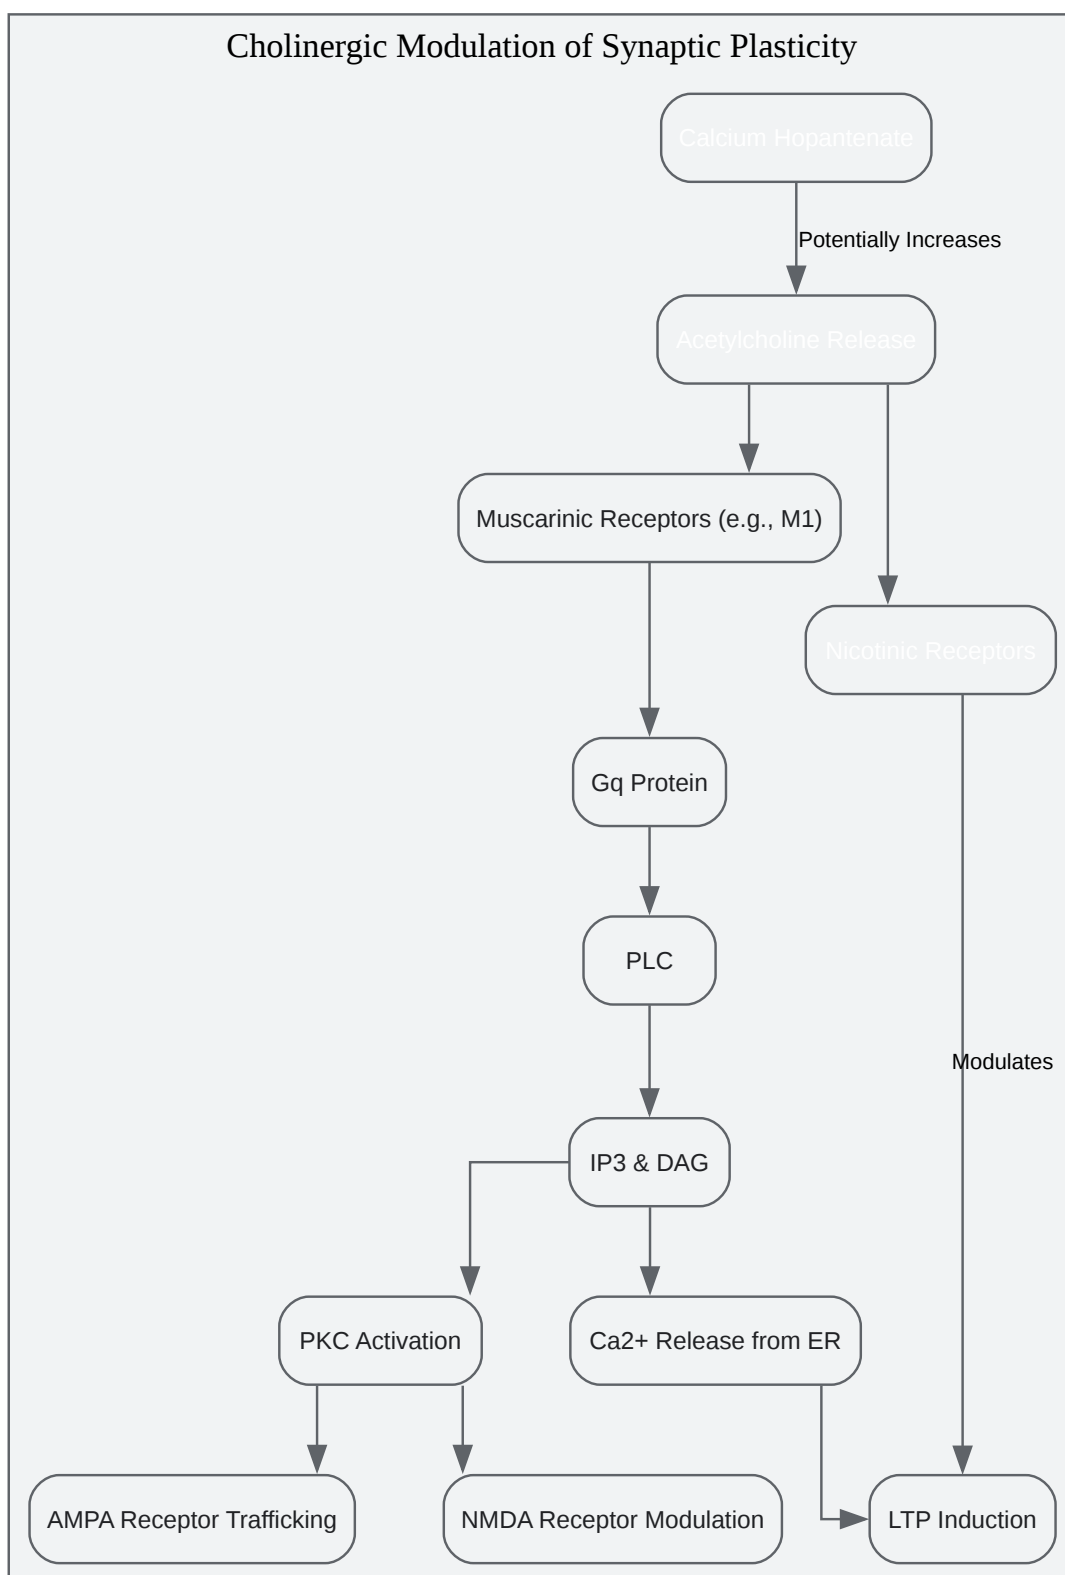 Cholinergic Modulation of Synaptic Plasticity
Calcium Hopantenate
Potentially Increases
Acetylcholine Release
Muscarinic Receptors (e.g., M1)
Nicotinic Receptors
Gq Protein
PLC
Modulates
IP3 & DAG
PKC Activation
Ca2+ Release from ER
AMPA Receptor Trafficking
NMDA Receptor Modulation
LTP Induction